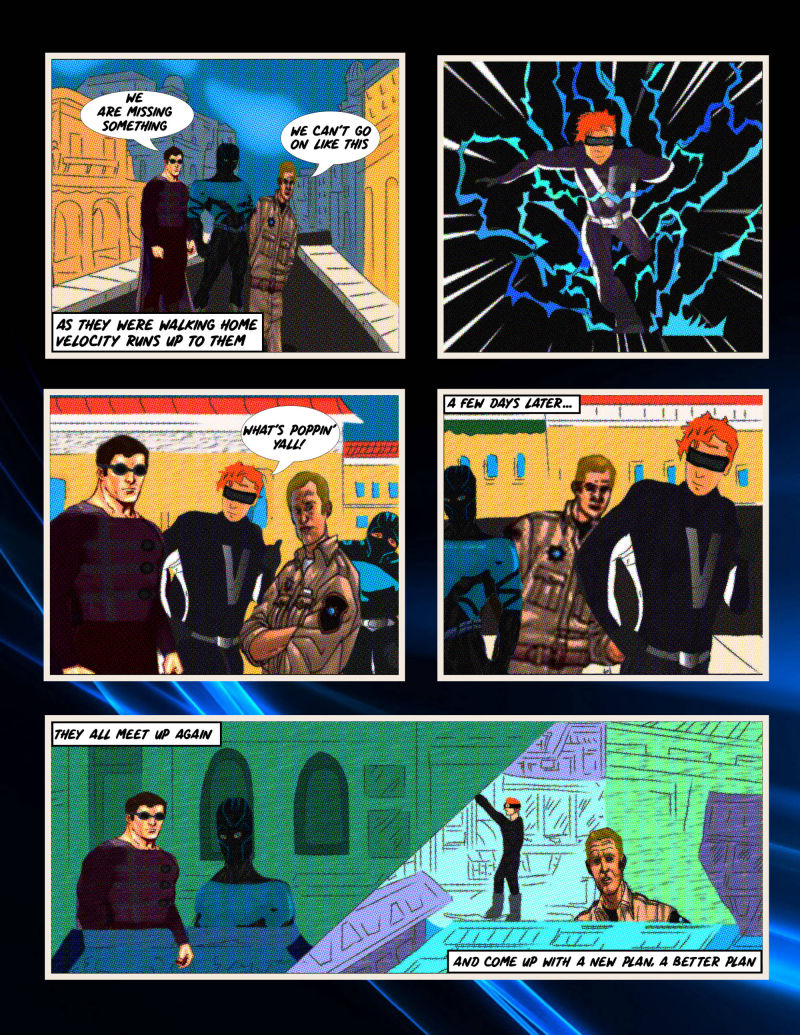 WE
ARE MISSING
SOMETHING
WE CAN'T GO
ON LIKE THIS
AS THEY WERE WALKING HOME
VELOCITY RUNS UP TO THEM
V
WHAT'S POPPIN'
YALL!
V
A FEW DAYS LATER...
V
THEY ALL MEET UP AGAIN
AND COME UP WITH A NEW PLAN. A BETTER PLAN